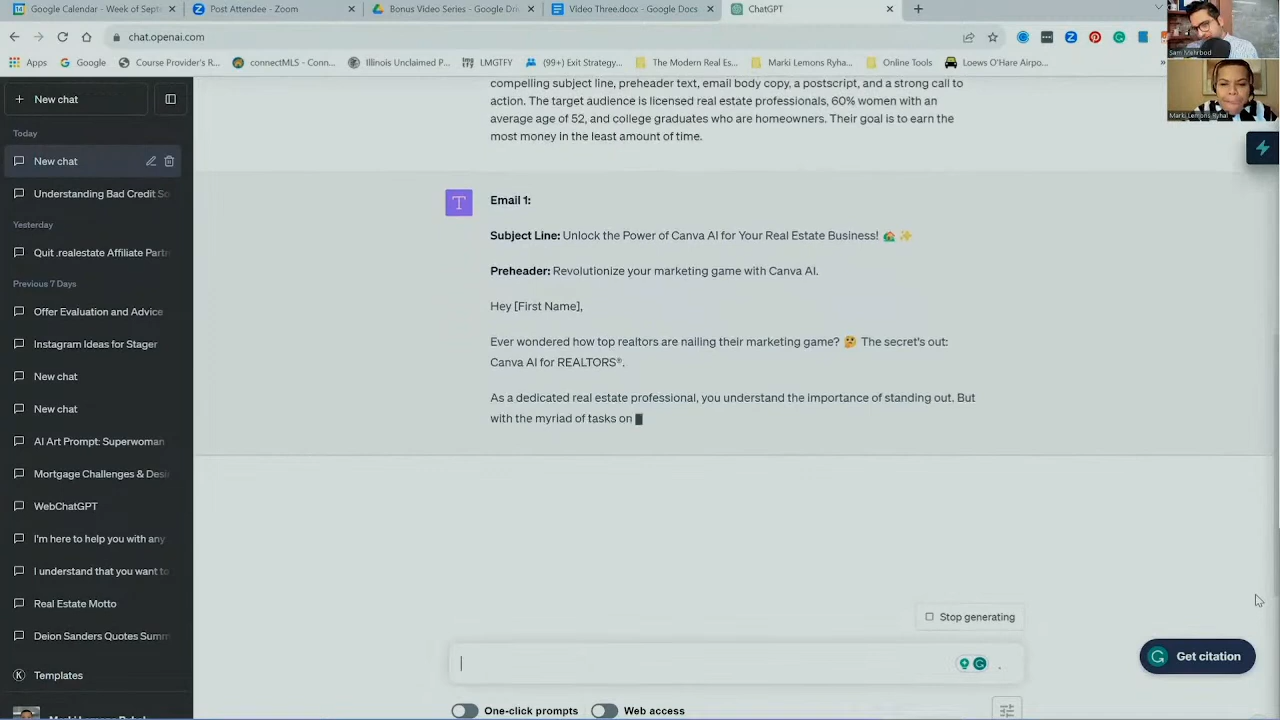 Google Calendar - Week of Septe
Post Attendee - Zoom
Bonus Video Series - Google Driv
Video Three.docx - Google Docs
ChatGPT
chat.openai.com
Apps
Google
Course Provider's R...
connectMLS - Conn...
Illinois Unclaimed P...
MGTFY
(99+) Exit Strategy...
The Modern Real Es...
Marki Lemons Ryha...
Online Tools
Loews O'Hare Airpo...
»
Sam Mehrbod
Marki Lemons Ryhal
New chat
Today
New chat
Understanding Bad Credit So
Yesterday
Quit .realestate Affiliate Partn
Previous 7 Days
Offer Evaluation and Advice
Instagram Ideas for Stager
New chat
New chat
AI Art Prompt: Superwoman
Mortgage Challenges & Desi
WebChatGPT
I'm here to help you with any
I understand that you want to
Real Estate Motto
Deion Sanders Quotes Summ
Templates
compelling subject line, preheader text, email body copy, a postscript, and a strong call to
action. The target audience is licensed real estate professionals, 60% women with an
average age of 52, and college graduates who are homeowners. Their goal is to earn the
most money in the least amount of time.
T
Email 1:
Subject Line: Unlock the Power of Canva AI for Your Real Estate Business! 🏡 ✨
Preheader: Revolutionize your marketing game with Canva AI.
Hey [First Name],
Ever wondered how top realtors are nailing their marketing game? 🤔 The secret's out:
Canva AI for REALTORS®.
As a dedicated real estate professional, you understand the importance of standing out. But
with the myriad of tasks on
Stop generating
Get citation
One-click prompts
Web access